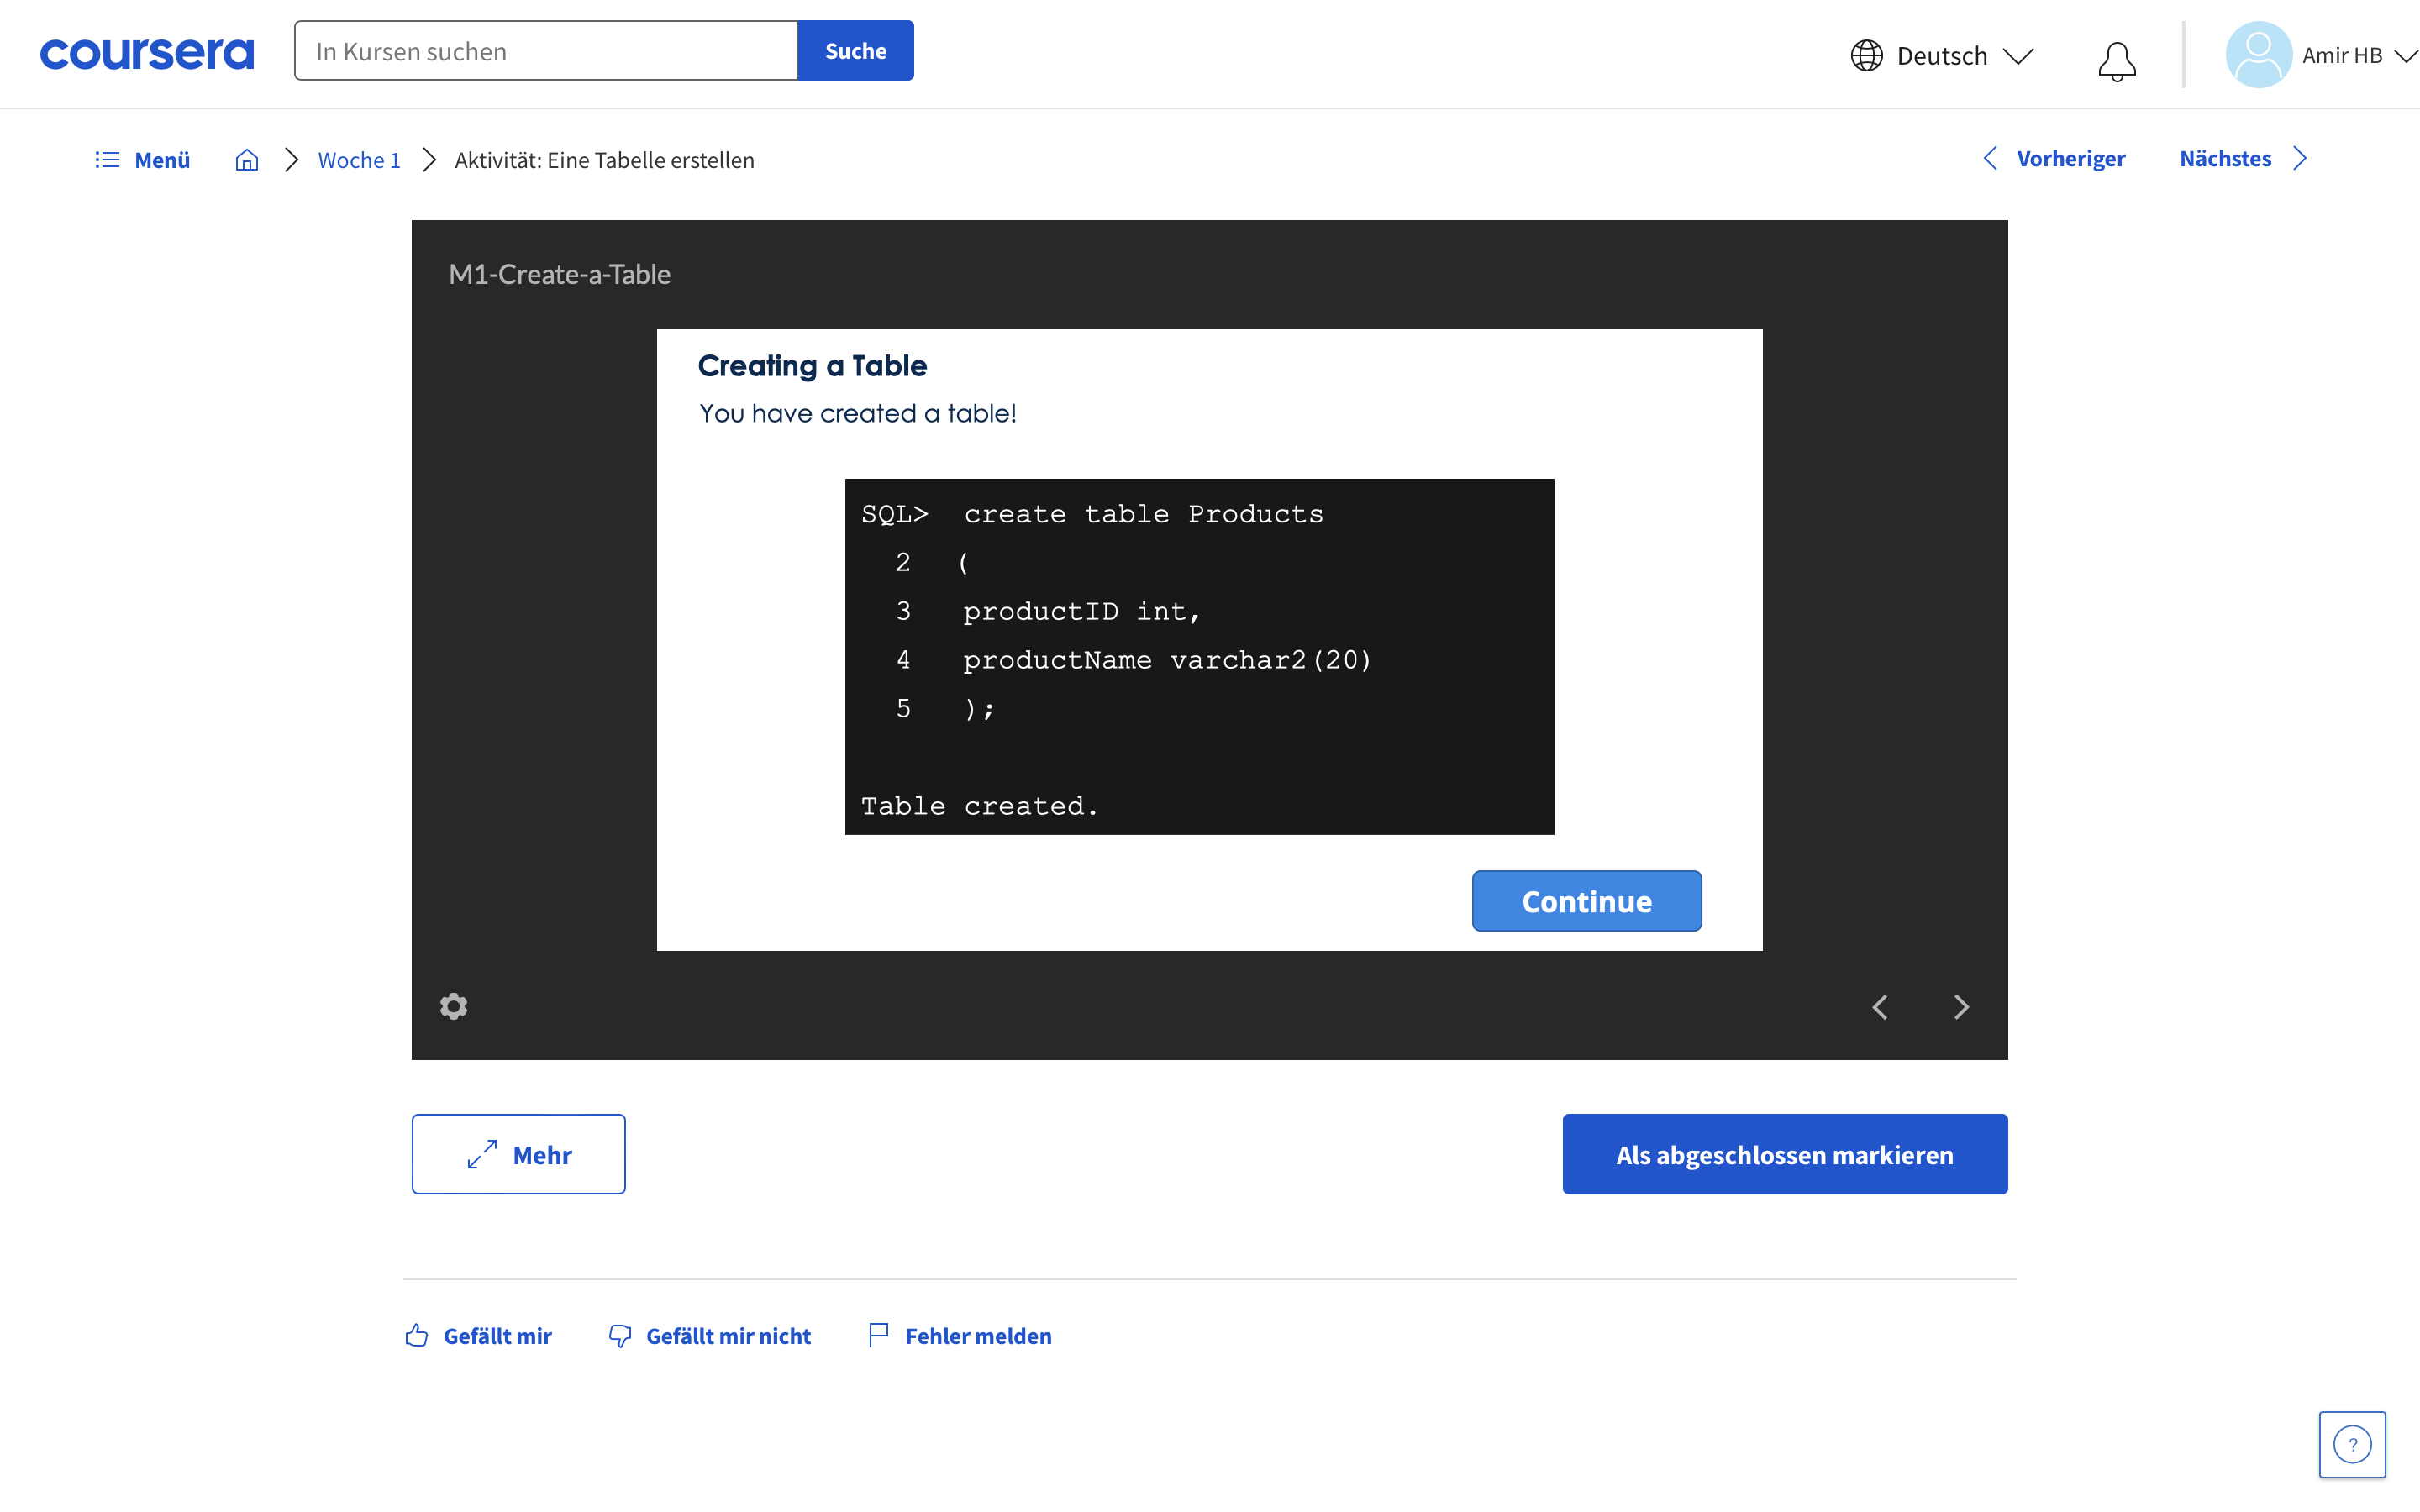 coursera
In Kursen suchen
Suche
Deutsch
Amir HB
Menü
Woche 1
Aktivität: Eine Tabelle erstellen
Vorheriger
Nächstes
M1-Create-a-Table
Creating a Table
You have created a table!
SQL> create table Products
2 (
3 productID int,
4 productName varchar2(20)
5 );
Table created.
Continue
Mehr
Als abgeschlossen markieren
Gefällt mir
Gefällt mir nicht
Fehler melden
?